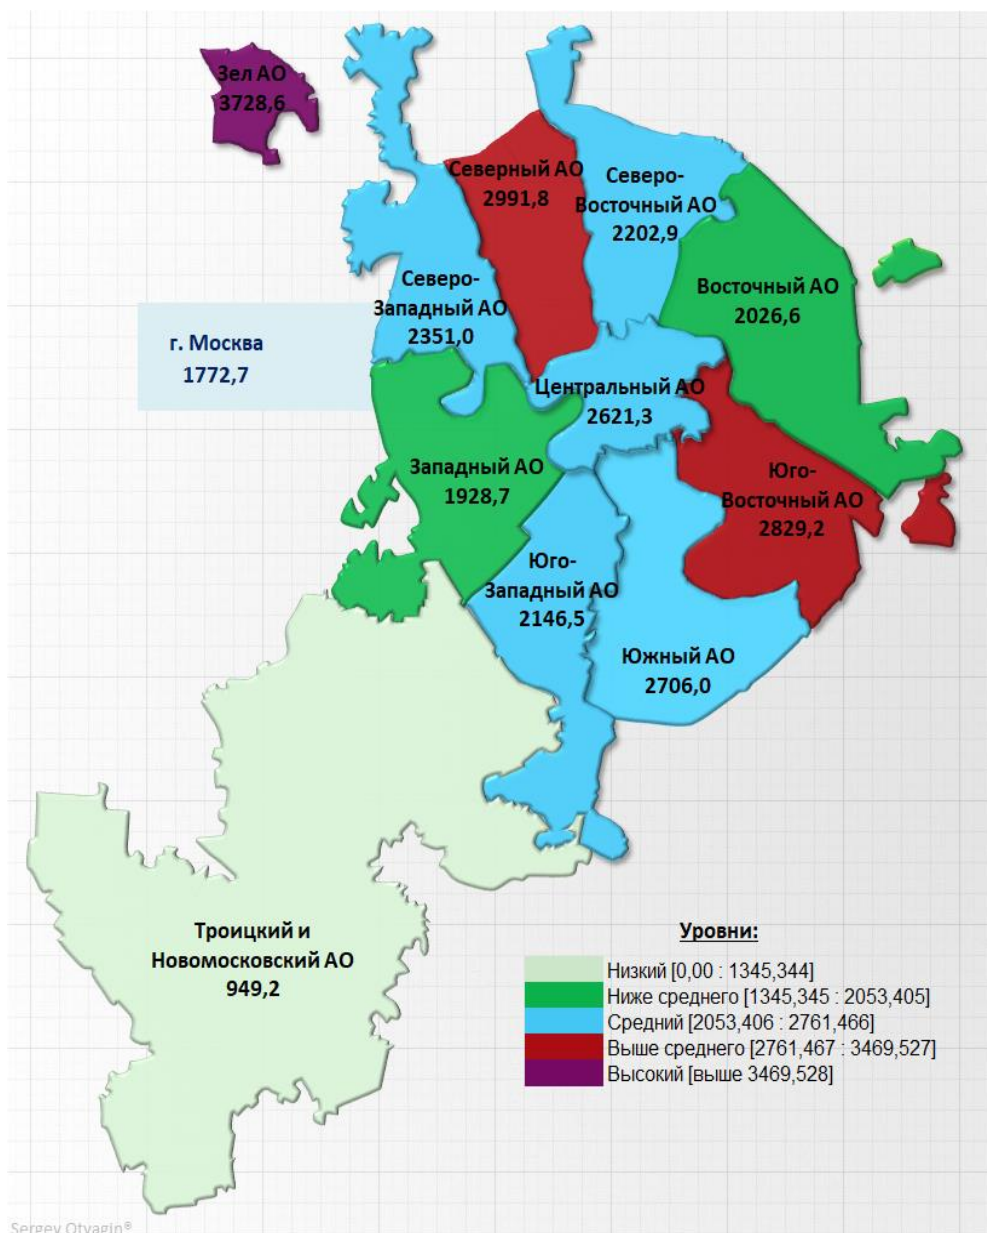 Зел АО
3728,6
Северный АО
2991,8
Северо-
Восточный АО
2202,9
Восточный АО
2026,6
Северо-
Западный АО
2351,0
г. Москва
1772,7
Центральный АО
2621,3
Западный АО
1928,7
Юго-
Восточный АО
2829,2
Юго-
Западный АО
2146,5
Южный АО
2706,0
Троицкий и
Новомосковский АО
949,2
Уровни:
Низкий [0,00 : 1345,344]
Ниже среднего [1345,345 : 2053,405]
Средний [2053,406 : 2761,466]
Выше среднего [2761,467 : 3469,527]
Высокий [выше 3469,528]
Sergey Otvagin®